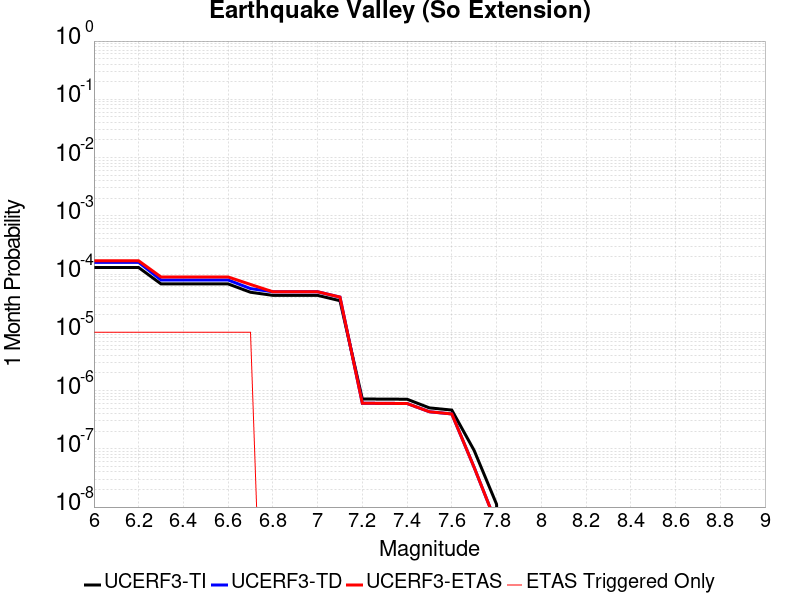 Earthquake Valley (So Extension)
10^0
10^-1
10^-2
10^-3
10^-4
10^-5
10^-6
10^-7
10^-8
1 Month Probability
6 6.2 6.4 6.6 6.8 7 7.2 7.4 7.6 7.8 8 8.2 8.4 8.6 8.8 9
Magnitude
UCERF3-TI UCERF3-TD UCERF3-ETAS ETAS Triggered Only